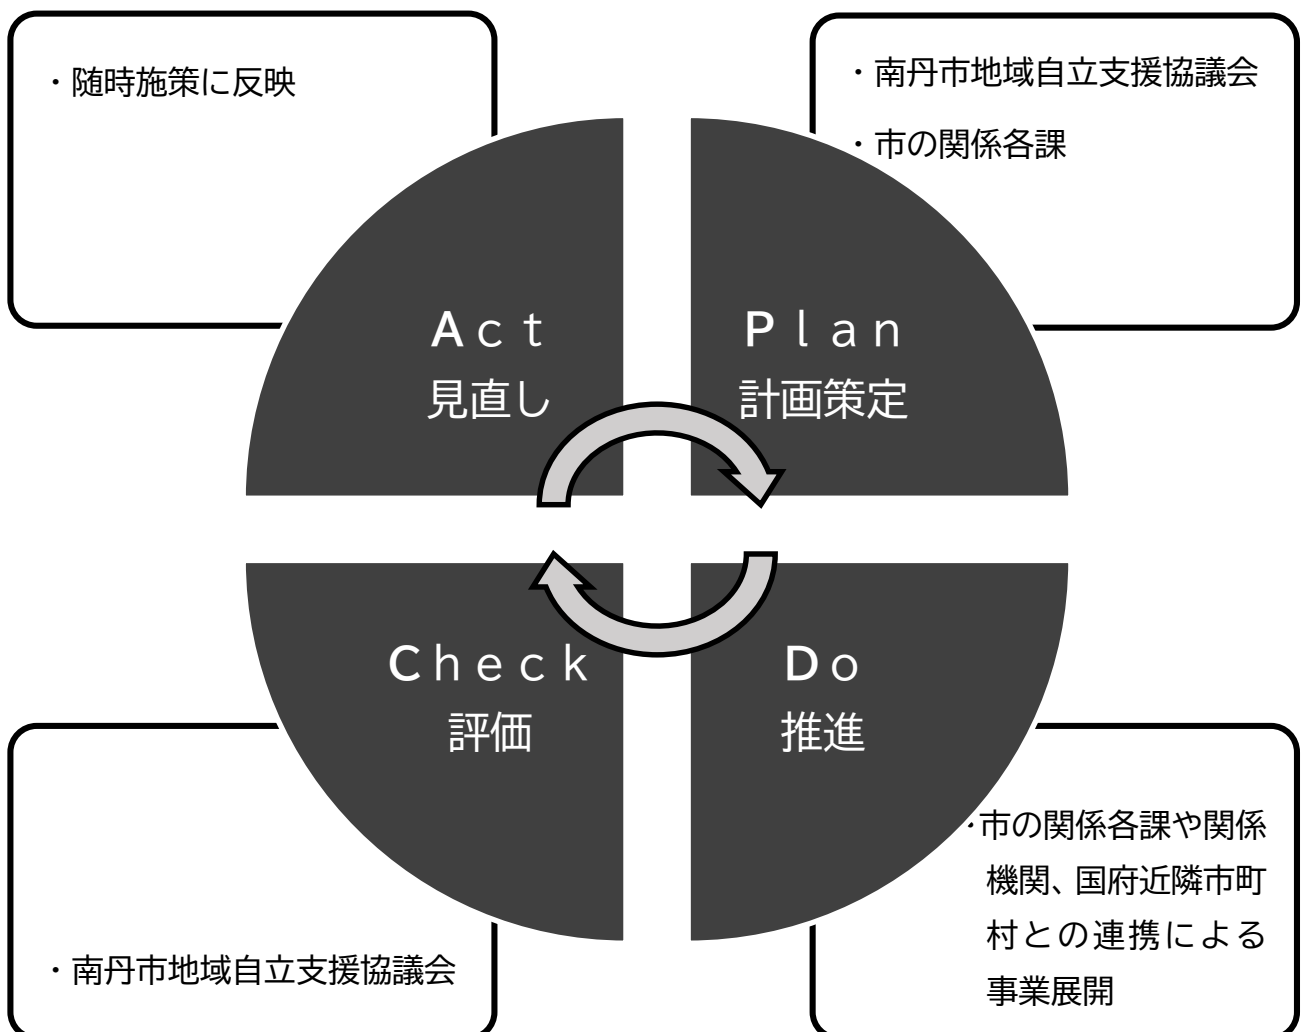 ・随時施策に反映
・南丹市地域自立支援協議会
・市の関係各課
Ａｃｔ
見直し
Ｐｌａｎ
計画策定
Ｃｈｅｃｋ
評価
Ｄｏ
推進
・南丹市地域自立支援協議会
・市の関係各課や関係
機関、国府近隣市町
村との連携による
事業展開